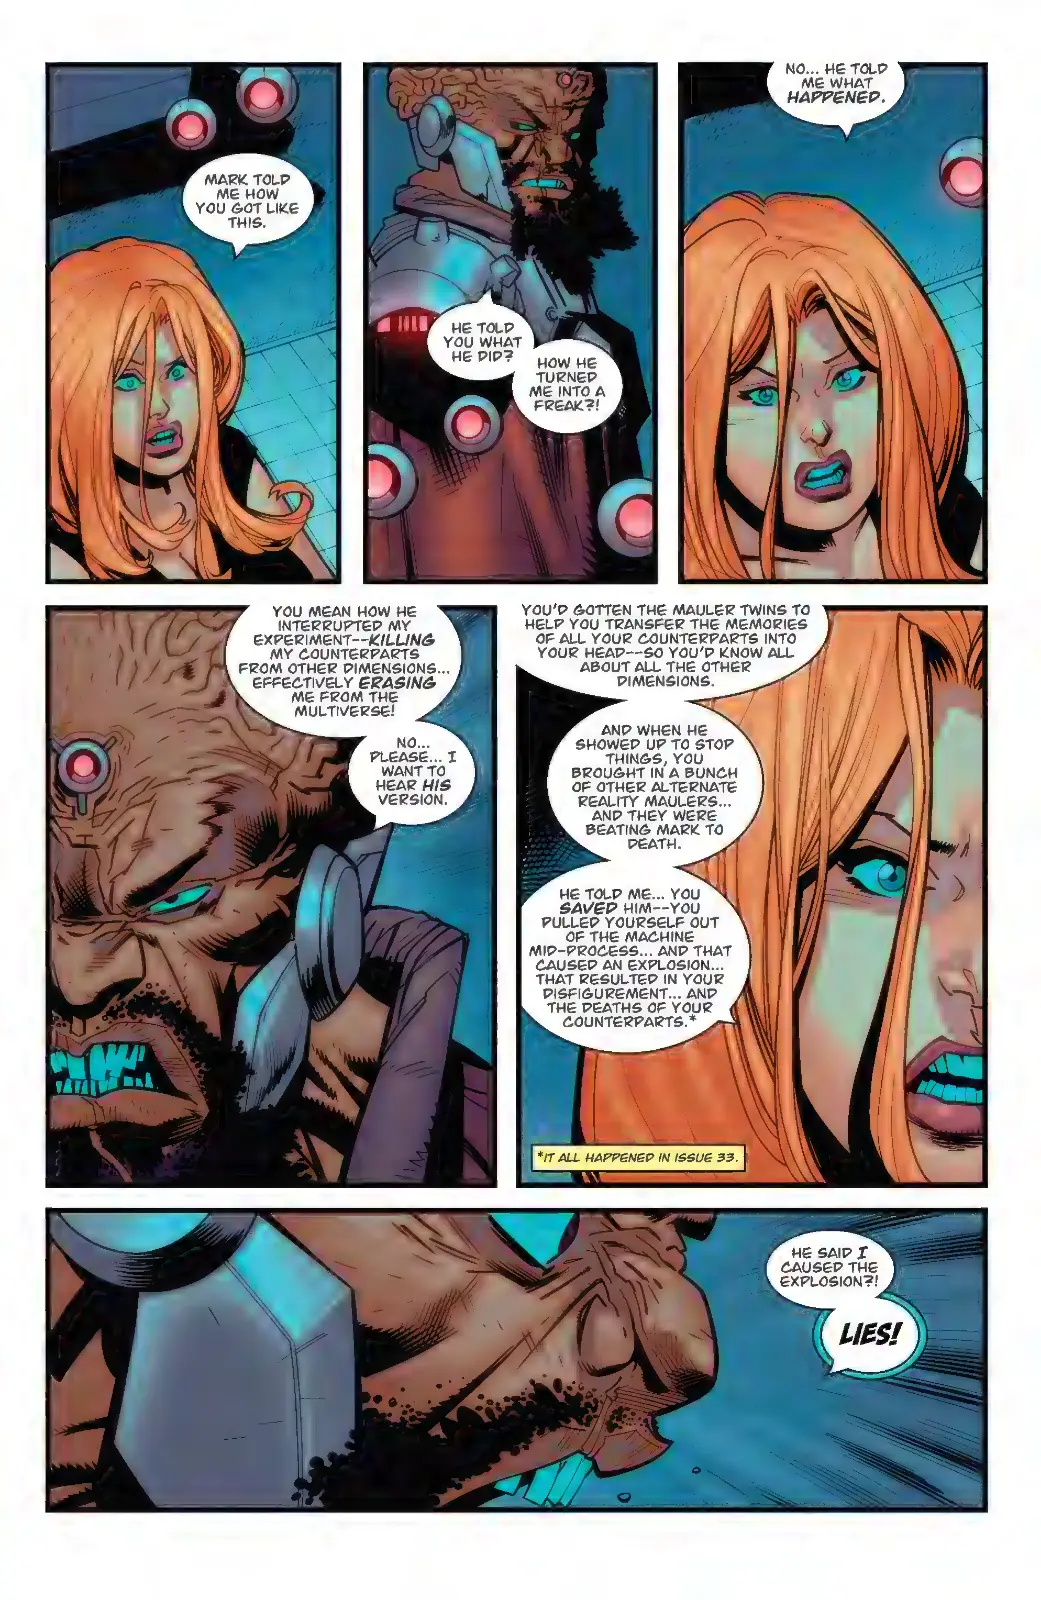 MARK TOLD
ME HOW
YOU GOT LIKE
THIS.
HE TOLD
YOU WHAT
HE DID?
HOW HE
TURNED
ME INTO A
FREAK?!
NO... HE TOLD
ME WHAT
HAPPENED.
YOU MEAN HOW HE
INTERRUPTED MY
EXPERIMENT--KILLING
MY COUNTERPARTS
FROM OTHER DIMENSIONS...
EFFECTIVELY ERASING
ME FROM THE
MULTIVERSE!
NO...
PLEASE... I
WANT TO
HEAR HIS
VERSION.
YOU'D GOTTEN THE MAULER TWINS TO
HELP YOU TRANSFER THE MEMORIES
OF ALL YOUR COUNTERPARTS INTO
YOUR HEAD--SO YOU'D KNOW ALL
ABOUT ALL THE OTHER
DIMENSIONS.
AND WHEN HE
SHOWED UP TO STOP
THINGS, YOU
BROUGHT IN A BUNCH
OF OTHER ALTERNATE
REALITY MAULERS...
AND THEY WERE
BEATING MARK TO
DEATH.
HE TOLD ME... YOU
SAVED HIM--YOU
PULLED YOURSELF OUT
OF THE MACHINE
MID-PROCESS... AND THAT
CAUSED AN EXPLOSION...
THAT RESULTED IN YOUR
DISFIGUREMENT... AND
THE DEATHS OF YOUR
COUNTERPARTS.*
*IT ALL HAPPENED IN ISSUE 33.
HE SAID I
CAUSED THE
EXPLOSION?!
LIES!